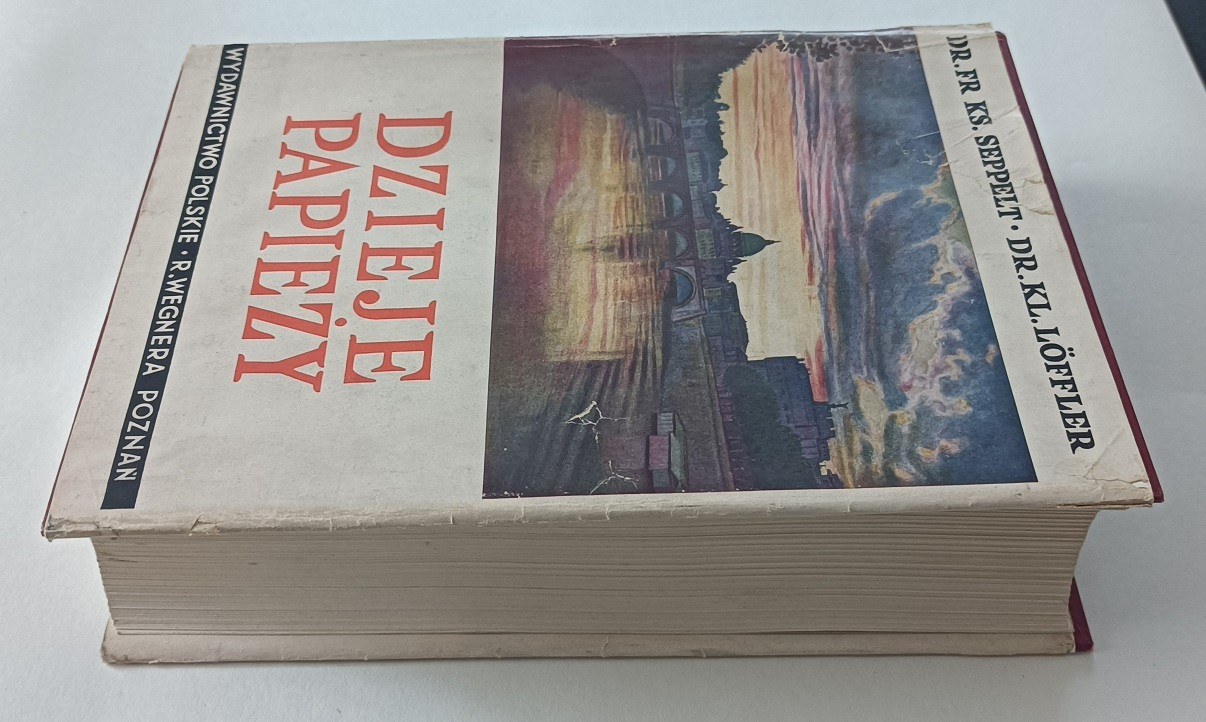 DR. FR KS. SEPPELT · DR. KL. LÖFFLER
DZIEJE
PAPIEŻY
WYDAWNICTWO POLSKIE · R. WEGNERA POZNAŃ